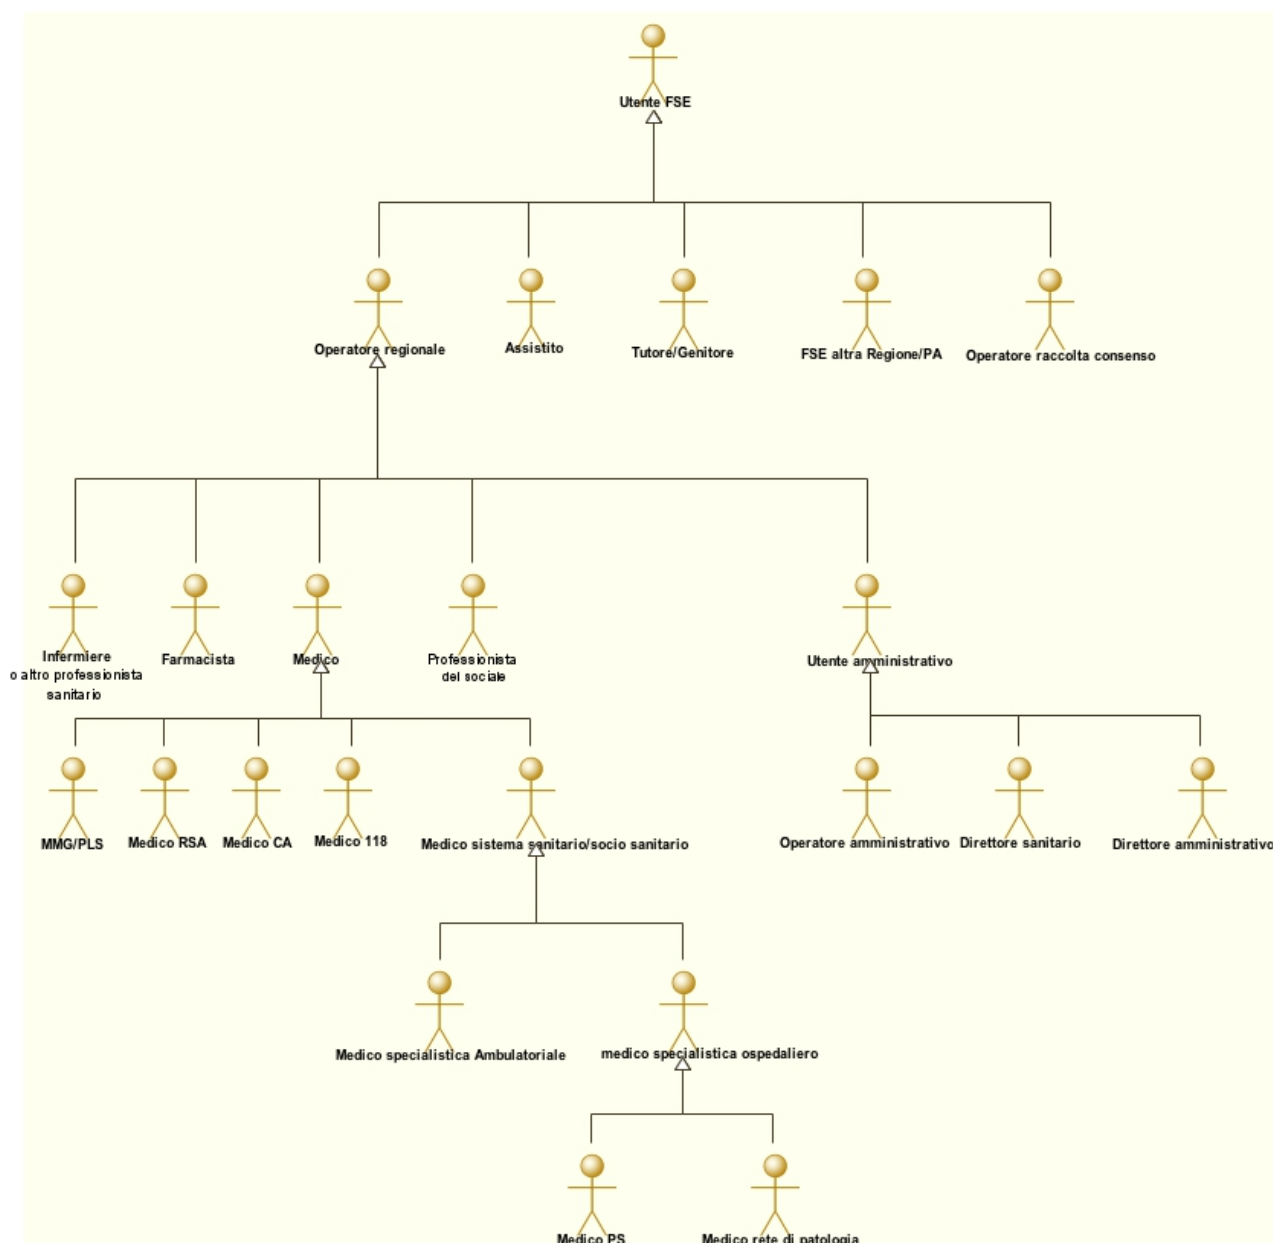 Utente FSE
Operatore regionale
Assistito
Tutore/Genitore
FSE altra Regione/PA
Operatore raccolta consenso
Infermiere
o altro professionista
sanitario
Farmacista
Medico
Professionista
del sociale
Utente amministrativo
MMG/PLS
Medico RSA
Medico CA
Medico 118
Medico sistema sanitario/socio sanitario
Operatore amministrativo
Direttore sanitario
Direttore amministrativo
Medico specialistica Ambulatoriale
medico specialistica ospedaliero
Medico PS
Medico rete di patologia